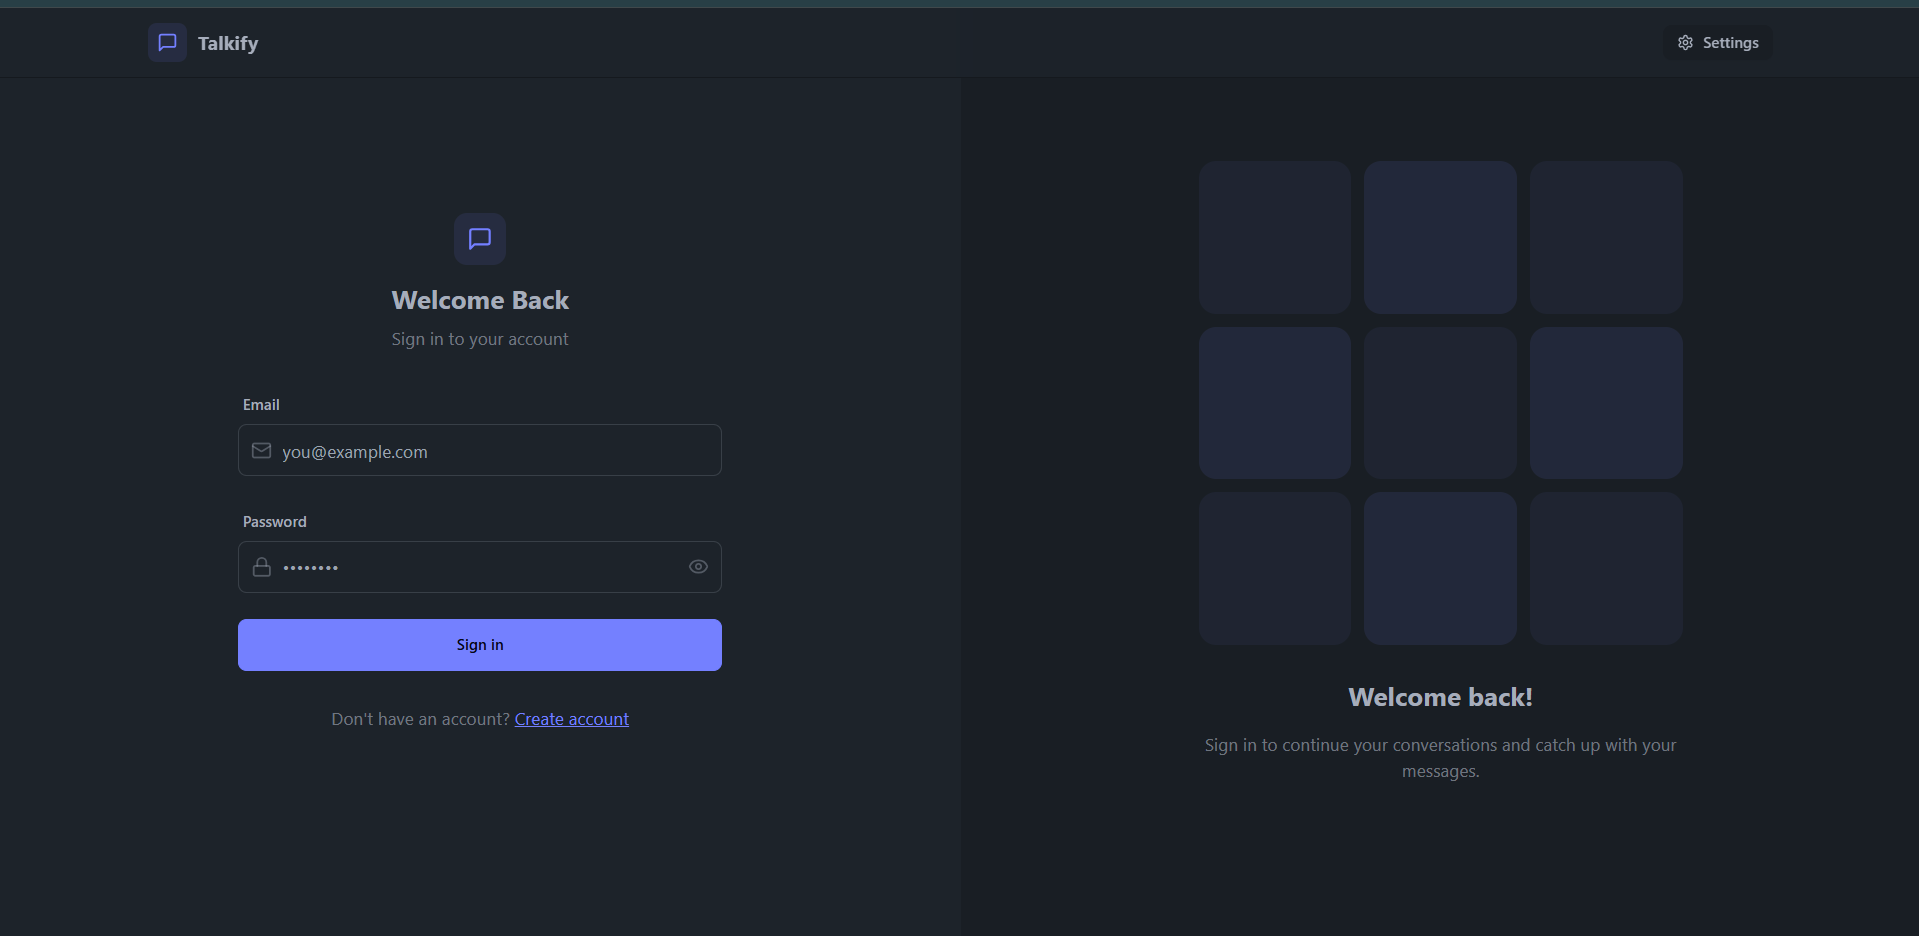 Talkify
Settings
Welcome Back
Sign in to your account
Email
you@example.com
Password
••••••••
Sign in
Don't have an account? Create account
Welcome back!
Sign in to continue your conversations and catch up with your
messages.